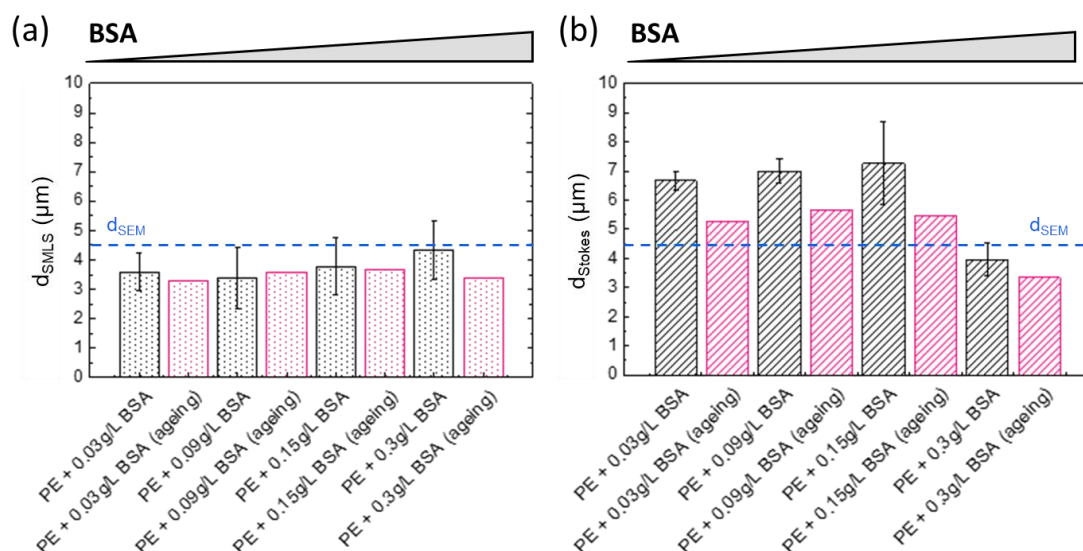 (a) BSA
10
9
8
7
6
5
4
3
2
1
0
d_SMLS (µm)
d_SEM
PE + 0.03g/L BSA
PE + 0.03g/L BSA (ageing)
PE + 0.09g/L BSA
PE + 0.09g/L BSA (ageing)
PE + 0.15g/L BSA
PE + 0.15g/L BSA (ageing)
PE + 0.3g/L BSA
PE + 0.3g/L BSA (ageing)
(b) BSA
10
9
8
7
6
5
4
3
2
1
0
d_Stokes (µm)
d_SEM
PE + 0.03g/L BSA
PE + 0.03g/L BSA (ageing)
PE + 0.09g/L BSA
PE + 0.09g/L BSA (ageing)
PE + 0.15g/L BSA
PE + 0.15g/L BSA (ageing)
PE + 0.3g/L BSA
PE + 0.3g/L BSA (ageing)